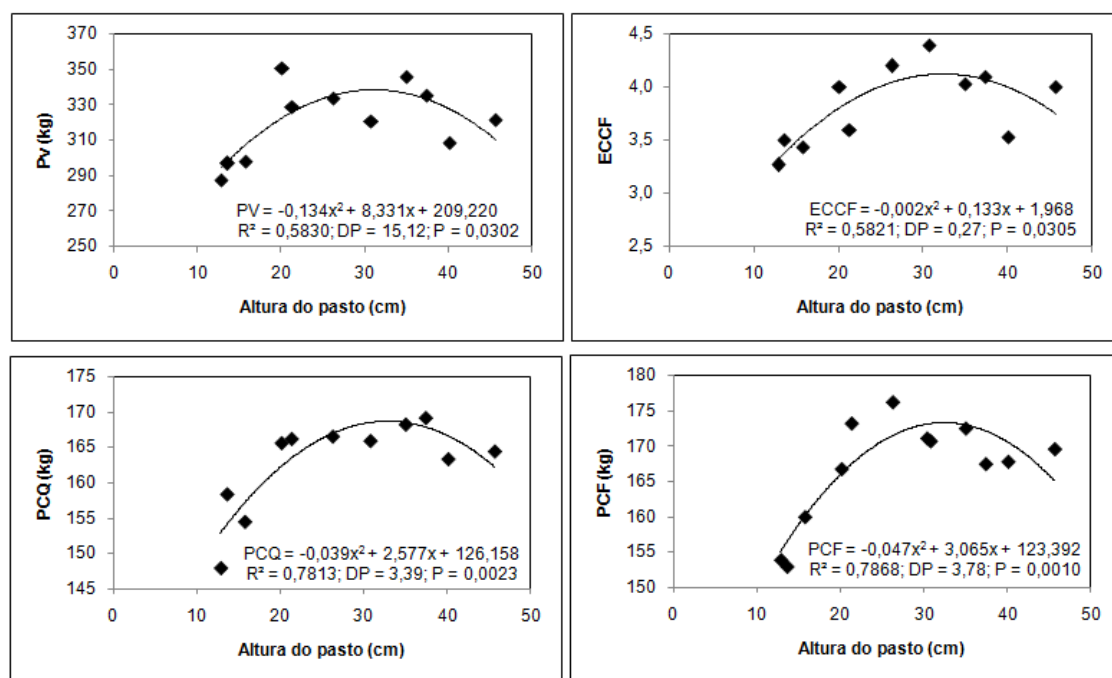 370
350
330
310
290
270
250
Pv (kg)
PV = -0,134x² + 8,331x + 209,220
R² = 0,5830; DP = 15,12; P = 0,0302
0 10 20 30 40 50
Altura do pasto (cm)
4,5
4,0
3,5
3,0
2,5
ECCF
ECCF = -0,002x² + 0,133x + 1,968
R² = 0,5821; DP = 0,27; P = 0,0305
0 10 20 30 40 50
Altura do pasto (cm)
175
170
165
160
155
150
145
PCQ (kg)
PCQ = -0,039x² + 2,577x + 126,158
R² = 0,7813; DP = 3,39; P = 0,0023
0 10 20 30 40 50
Altura do pasto (cm)
180
175
170
165
160
155
150
PCF (kg)
PCF = -0,047x² + 3,065x + 123,392
R² = 0,7868; DP = 3,78; P = 0,0010
0 10 20 30 40 50
Altura do pasto (cm)